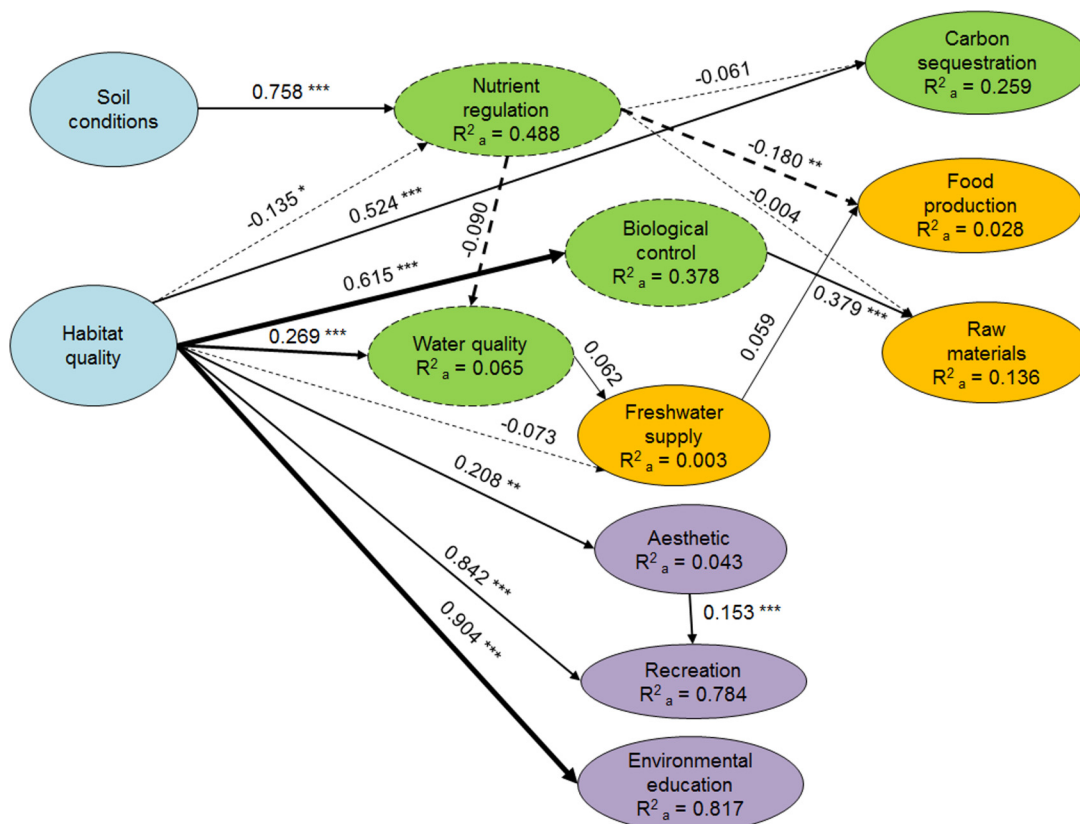 Soil
conditions
0.758 ***
Nutrient
regulation
R² a = 0.488
-0.061
Carbon
sequestration
R² a = 0.259
-0.135 *
0.524 ***
-0.090
-0.180 **
-0.004
Food
production
R² a = 0.028
Biological
control
R² a = 0.378
0.615 ***
Habitat
quality
0.269 ***
Water quality
R² a = 0.065
0.062
0.059
0.379 ***
Raw
materials
R² a = 0.136
-0.073
Freshwater
supply
R² a = 0.003
0.208 **
Aesthetic
R² a = 0.043
0.842 ***
0.153 ***
0.904 ***
Recreation
R² a = 0.784
Environmental
education
R² a = 0.817